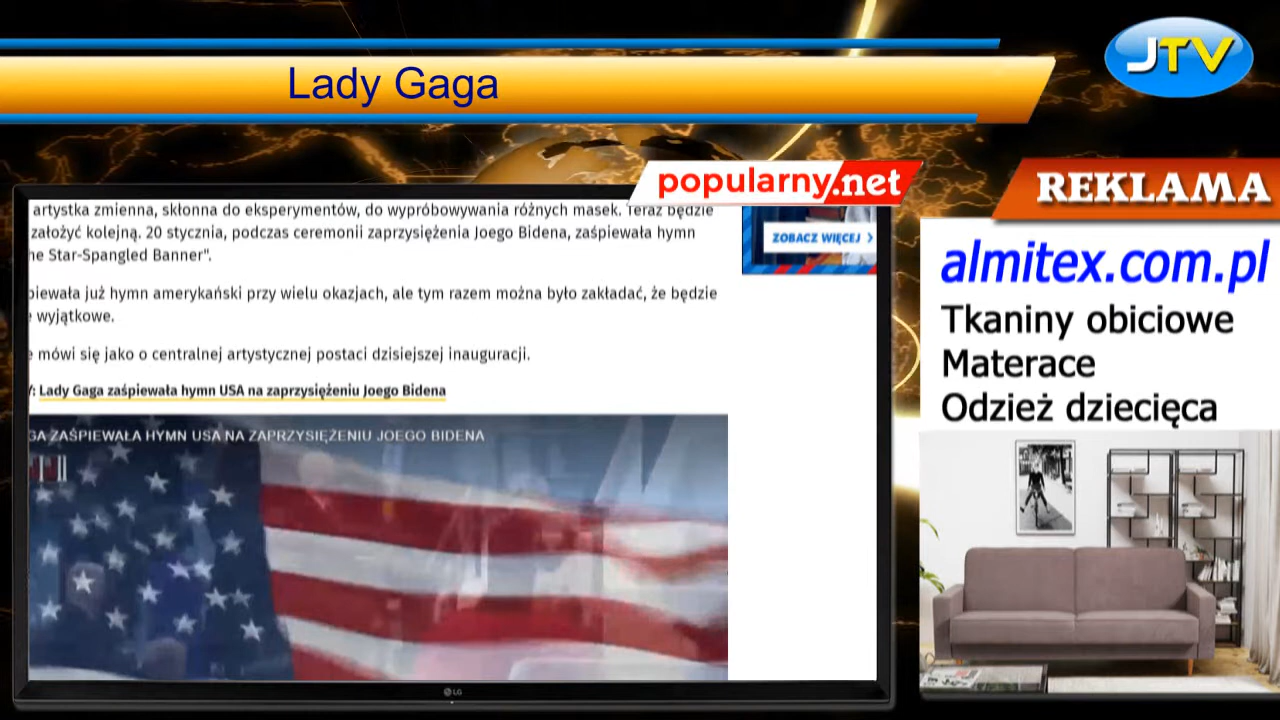 Lady Gaga
JTV
popularny.net
artystka zmienna, skłonna do eksperymentów, do wypróbowywania różnych masek. Teraz będzie
założyć kolejną. 20 stycznia, podczas ceremonii zaprzysiężenia Joego Bidena, zaśpiewała hymn
ne Star-Spangled Banner".
piewała już hymn amerykański przy wielu okazjach, ale tym razem można było zakładać, że będzie
e wyjątkowe.
e mówi się jako o centralnej artystycznej postaci dzisiejszej inauguracji.
Y: Lady Gaga zaśpiewała hymn USA na zaprzysiężeniu Joego Bidena
GA ZAŚPIEWAŁA HYMN USA NA ZAPRZYSIĘŻENIU JOEGO BIDENA
ZOBACZ WIĘCEJ
LG
REKLAMA
almitex.com.pl
Tkaniny obiciowe
Materace
Odzież dziecięca